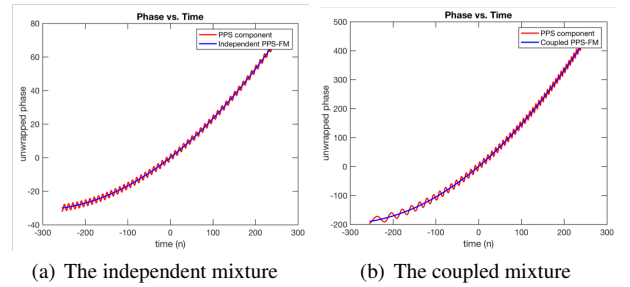 Phase vs. Time
80
60
40
20
0
-20
-40
unwrapped phase
PPS component
Independent PPS-FM
-300 -200 -100 0 100 200 300
time (n)
(a) The independent mixture
Phase vs. Time
500
400
300
200
100
0
-100
-200
unwrapped phase
PPS component
Coupled PPS-FM
-300 -200 -100 0 100 200 300
time (n)
(b) The coupled mixture